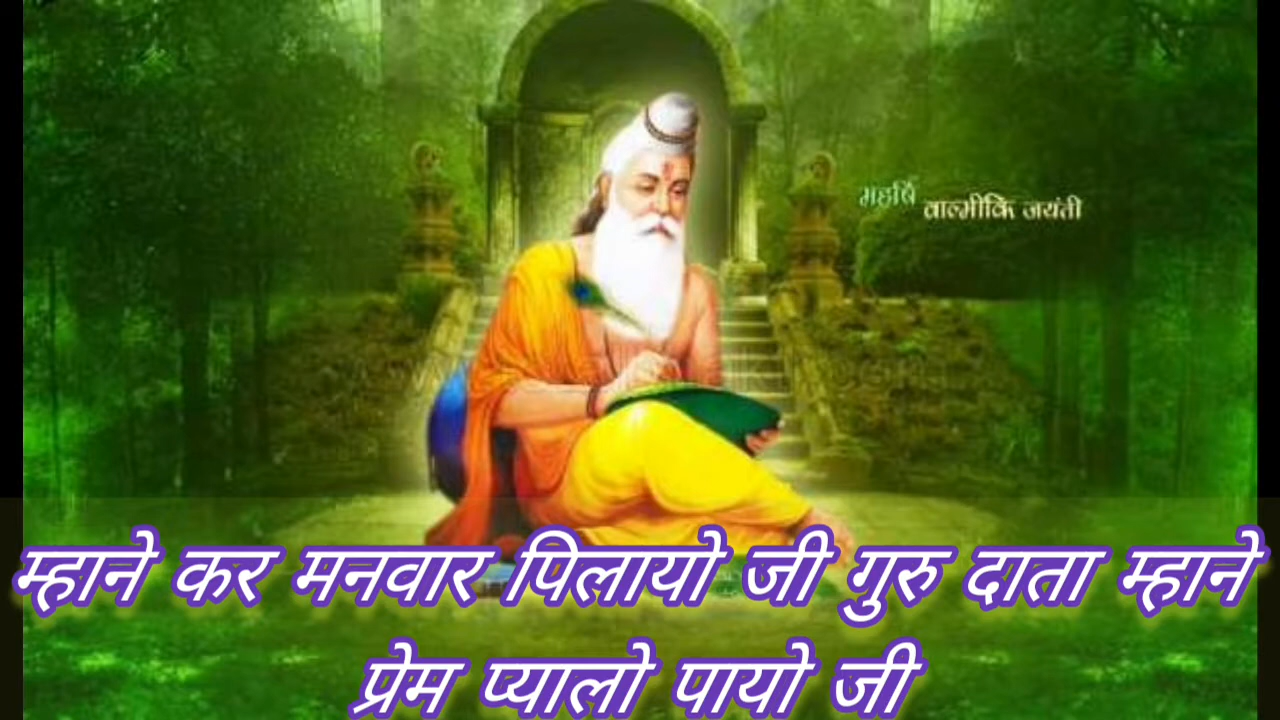 महर्षि वाल्मीकि जयंती
म्हाने कर मनवार पिलायो जी गुरु दाता म्हाने
प्रेम प्यालो पायो जी